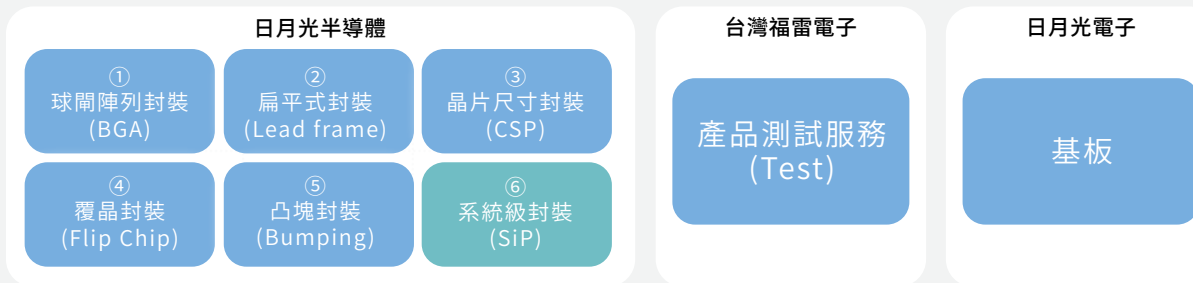 日月光半導體
①
球閘陣列封裝
(BGA)
②
扁平式封裝
(Lead frame)
③
晶片尺寸封裝
(CSP)
④
覆晶封裝
(Flip Chip)
⑤
凸塊封裝
(Bumping)
⑥
系統級封裝
(SiP)
台灣福雷電子
產品測試服務
(Test)
日月光電子
基板